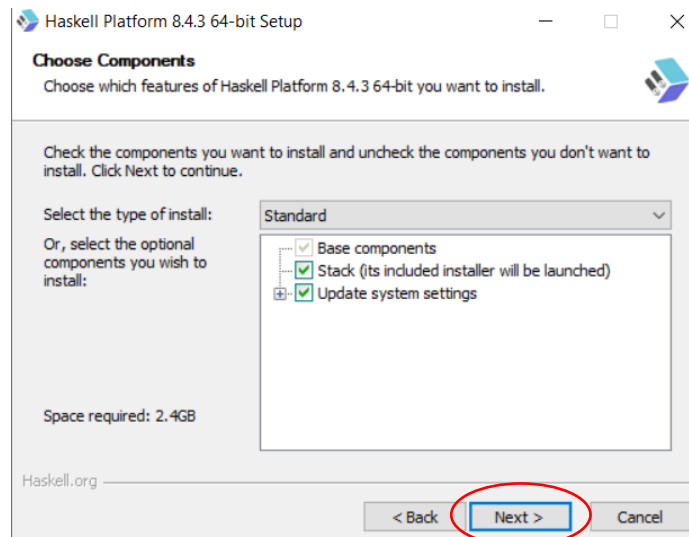 Haskell Platform 8.4.3 64-bit Setup
Choose Components
Choose which features of Haskell Platform 8.4.3 64-bit you want to install.
Check the components you want to install and uncheck the components you don't want to
install. Click Next to continue.
Select the type of install:
Standard
Or, select the optional
components you wish to
install:
Base components
Stack (its included installer will be launched)
Update system settings
Space required: 2.4GB
Haskell.org
< Back
Next >
Cancel